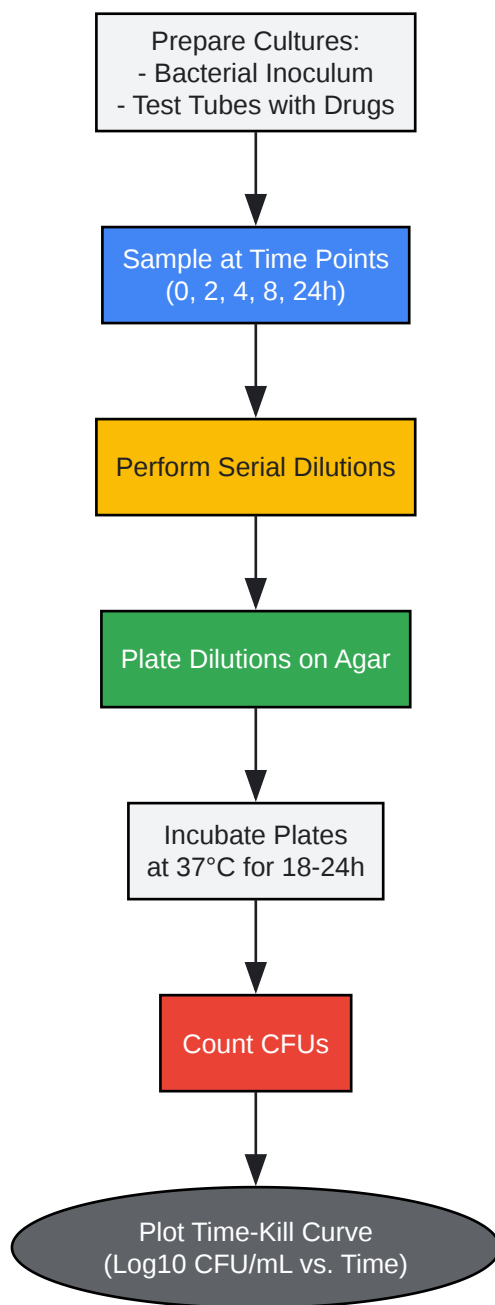 Prepare Cultures:
- Bacterial Inoculum
- Test Tubes with Drugs
Sample at Time Points
(0, 2, 4, 8, 24h)
Perform Serial Dilutions
Plate Dilutions on Agar
Incubate Plates
at 37°C for 18-24h
Count CFUs
Plot Time-Kill Curve
(Log10 CFU/mL vs. Time)